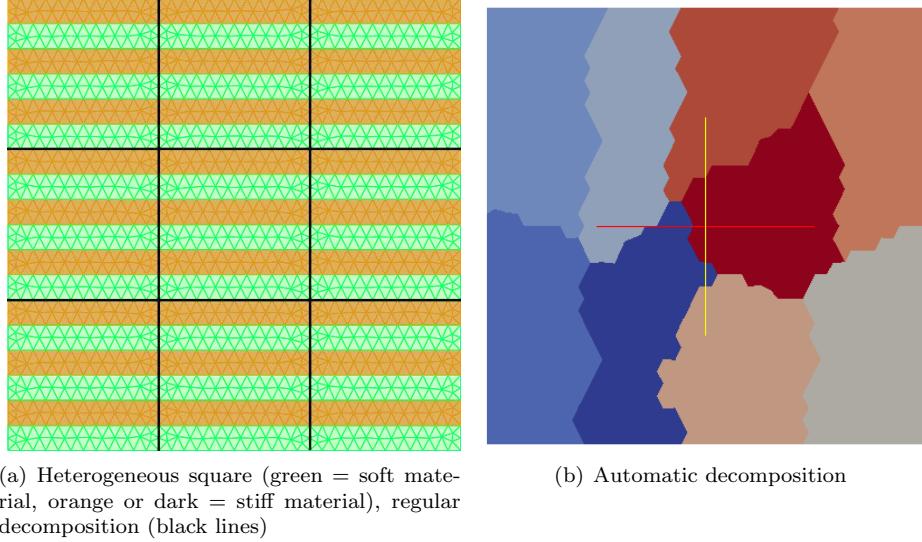 (a) Heterogeneous square (green = soft mate-
rial, orange or dark = stiff material), regular
decomposition (black lines)
(b) Automatic decomposition